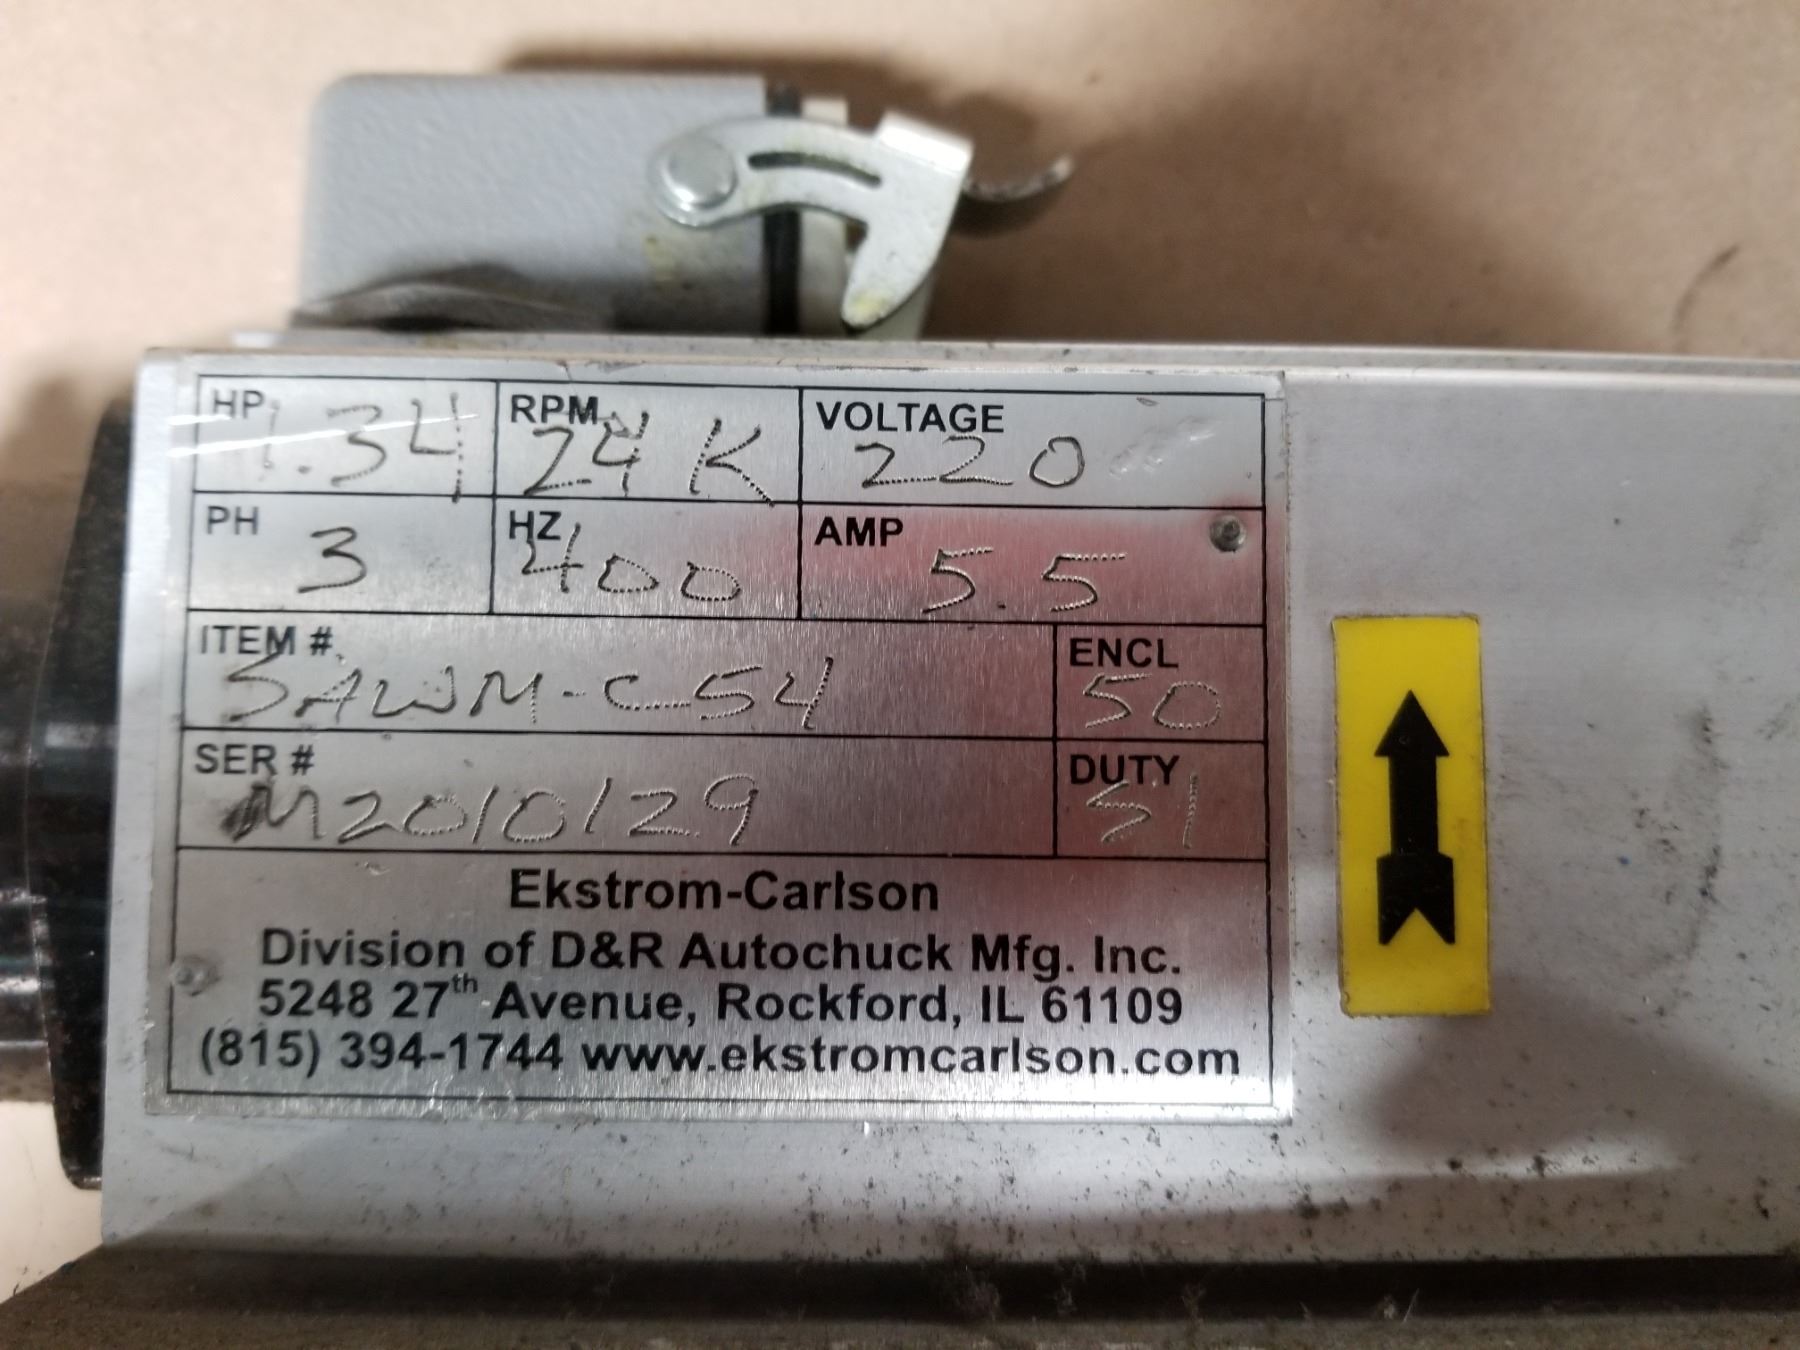 HP 1.34 RPM 24K VOLTAGE 220
PH 3 HZ 400 AMP 5.5
ITEM # SAWM-C54 ENCL 50
SER # M2010129 DUTY S1
Ekstrom-Carlson
Division of D&R Autochuck Mfg. Inc.
5248 27th Avenue, Rockford, IL 61109
(815) 394-1744 www.ekstromcarlson.com